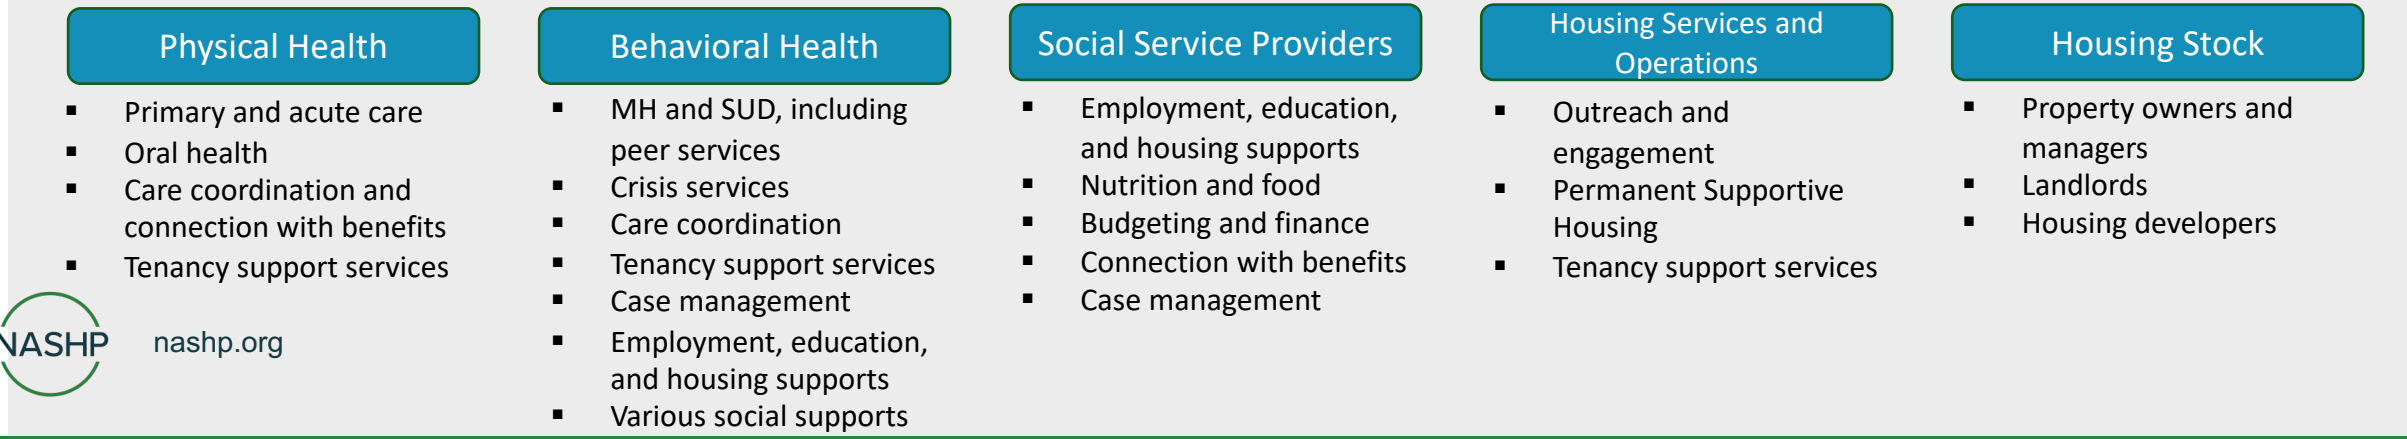 Physical Health
▪ Primary and acute care
▪ Oral health
▪ Care coordination and
connection with benefits
▪ Tenancy support services
Behavioral Health
▪ MH and SUD, including
peer services
▪ Crisis services
▪ Care coordination
▪ Tenancy support services
▪ Case management
▪ Employment, education,
and housing supports
▪ Various social supports
Social Service Providers
▪ Employment, education,
and housing supports
▪ Nutrition and food
▪ Budgeting and finance
▪ Connection with benefits
▪ Case management
Housing Services and
Operations
▪ Outreach and
engagement
▪ Permanent Supportive
Housing
▪ Tenancy support services
Housing Stock
▪ Property owners and
managers
▪ Landlords
▪ Housing developers
NASHP
nashp.org